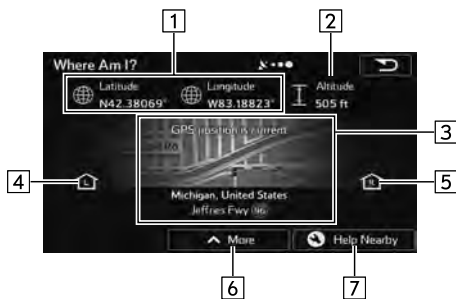 1
2
Where Am I?
Latitude
N42.38069°
Longitude
W83.18823°
Altitude
505 ft
3
GPS position is current
4
L
5
R
Michigan, United States
Jeffries Fwy 96
More
Help Nearby
6
7